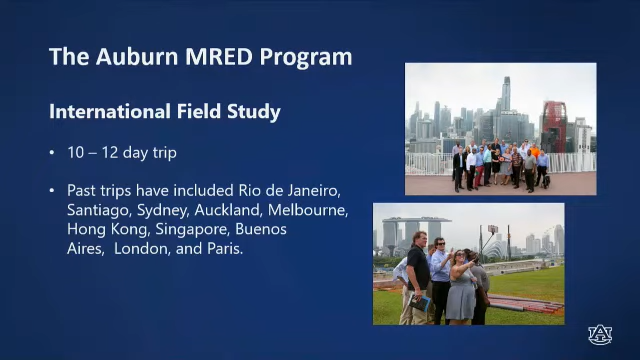 The Auburn MRED Program
International Field Study
• 10 – 12 day trip
• Past trips have included Rio de Janeiro,
Santiago, Sydney, Auckland, Melbourne,
Hong Kong, Singapore, Buenos
Aires, London, and Paris.
AU